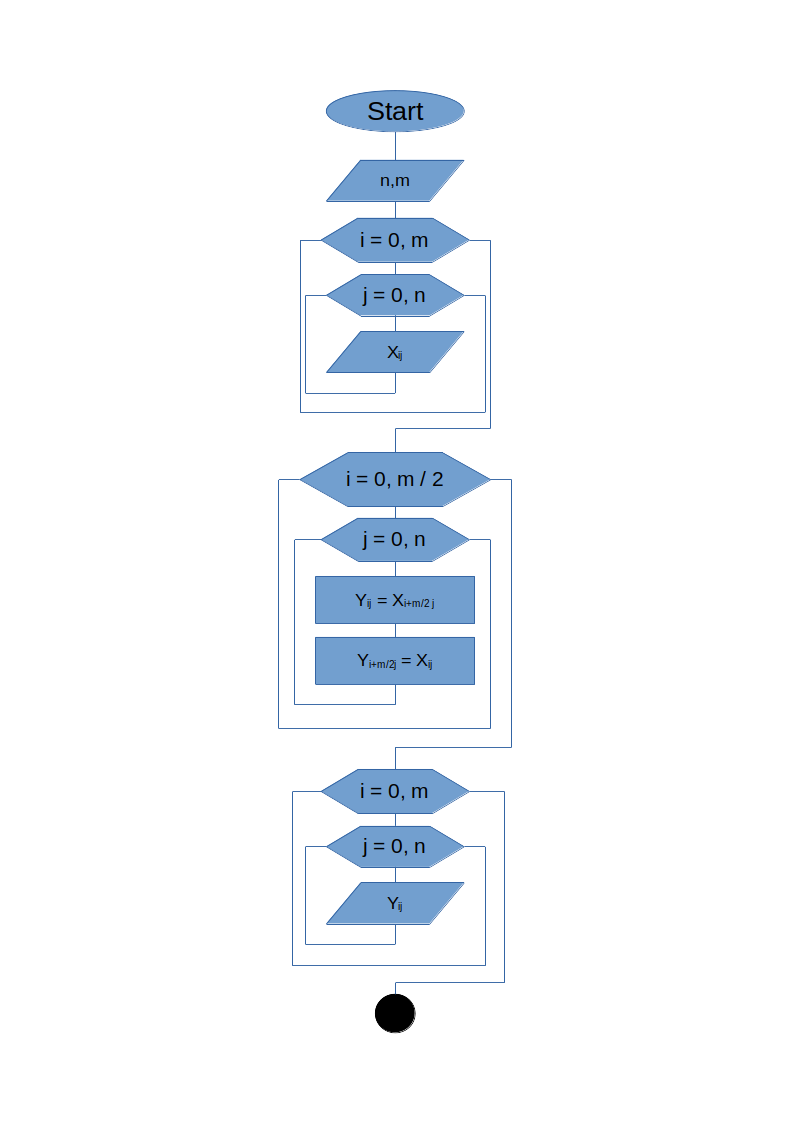 Start
n,m
i = 0, m
j = 0, n
Xij
i = 0, m / 2
j = 0, n
Yij = Xi+m/2 j
Yi+m/2j = Xij
i = 0, m
j = 0, n
Yij